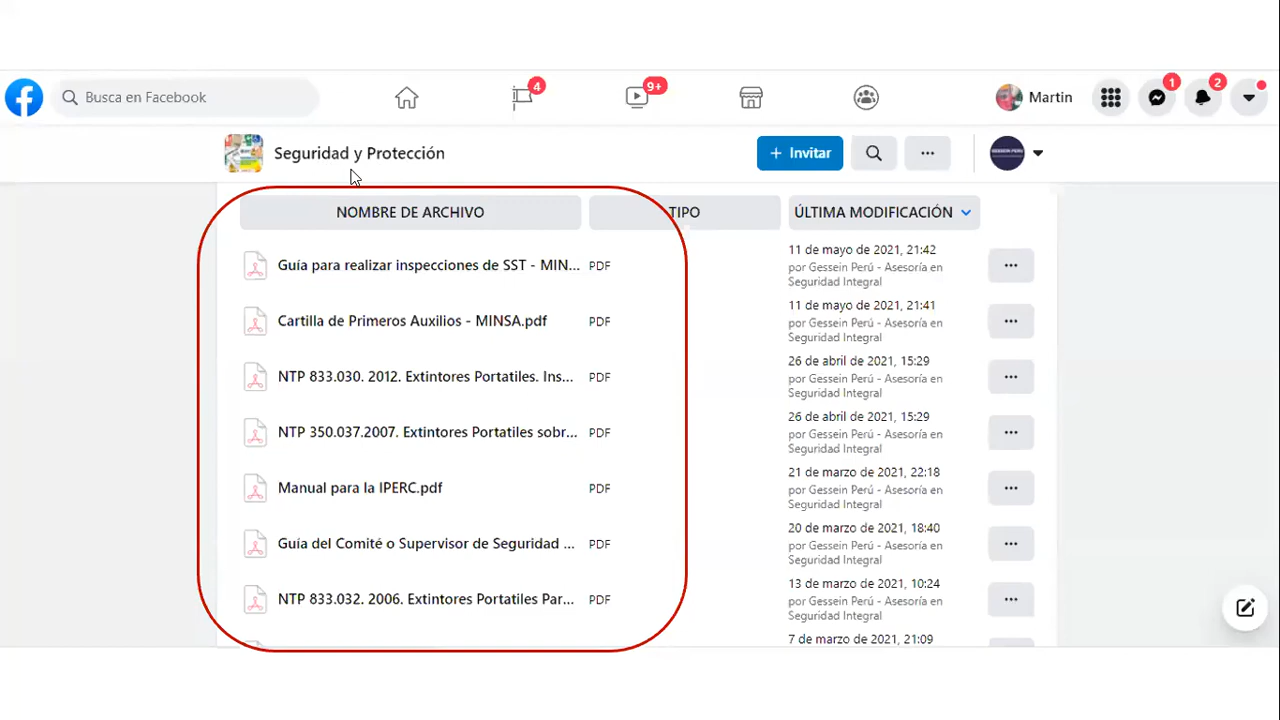 Busca en Facebook
4
9+
Martin
1
2
Seguridad y Protección
+ Invitar
NOMBRE DE ARCHIVO
TIPO
ÚLTIMA MODIFICACIÓN
Guía para realizar inspecciones de SST - MIN... PDF
11 de mayo de 2021, 21:42
por Gessein Perú - Asesoría en
Seguridad Integral
Cartilla de Primeros Auxilios - MINSA.pdf PDF
11 de mayo de 2021, 21:41
por Gessein Perú - Asesoría en
Seguridad Integral
NTP 833.030. 2012. Extintores Portatiles. Ins... PDF
26 de abril de 2021, 15:29
por Gessein Perú - Asesoría en
Seguridad Integral
NTP 350.037.2007. Extintores Portatiles sobr... PDF
26 de abril de 2021, 15:29
por Gessein Perú - Asesoría en
Seguridad Integral
Manual para la IPERC.pdf PDF
21 de marzo de 2021, 22:18
por Gessein Perú - Asesoría en
Seguridad Integral
Guía del Comité o Supervisor de Seguridad ... PDF
20 de marzo de 2021, 18:40
por Gessein Perú - Asesoría en
Seguridad Integral
NTP 833.032. 2006. Extintores Portatiles Par... PDF
13 de marzo de 2021, 10:24
por Gessein Perú - Asesoría en
Seguridad Integral
7 de marzo de 2021, 21:09